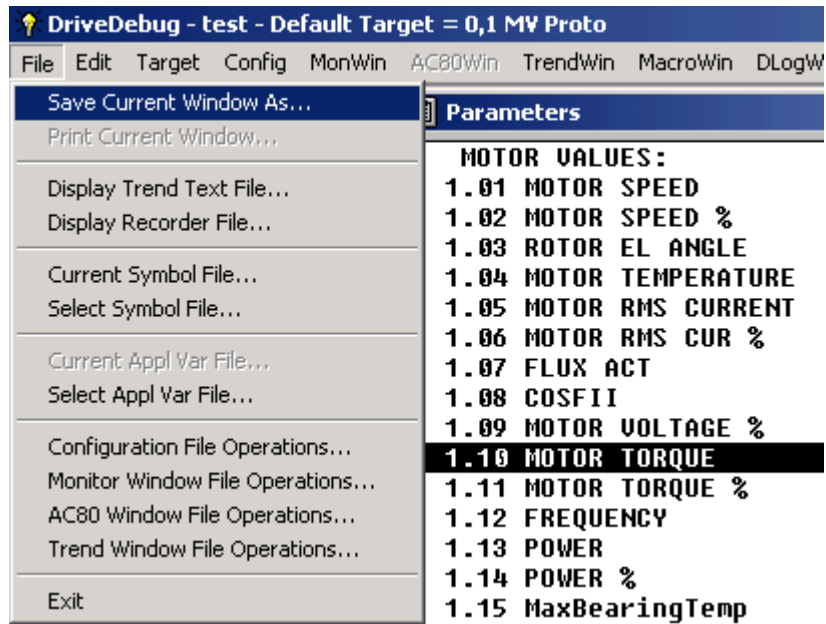 DriveDebug - test - Default Target = 0,1 MV Proto
File Edit Target Config MonWin AC80Win TrendWin MacroWin DLogW
Save Current Window As...
Print Current Window...
Display Trend Text File...
Display Recorder File...
Current Symbol File...
Select Symbol File...
Current Appl Var File...
Select Appl Var File...
Configuration File Operations...
Monitor Window File Operations...
AC80 Window File Operations...
Trend Window File Operations...
Exit
Parameters
MOTOR VALUES:
1.01 MOTOR SPEED
1.02 MOTOR SPEED %
1.03 ROTOR EL ANGLE
1.04 MOTOR TEMPERATURE
1.05 MOTOR RMS CURRENT
1.06 MOTOR RMS CUR %
1.07 FLUX ACT
1.08 COSFII
1.09 MOTOR VOLTAGE %
1.10 MOTOR TORQUE
1.11 MOTOR TORQUE %
1.12 FREQUENCY
1.13 POWER
1.14 POWER %
1.15 MaxBearingTemp